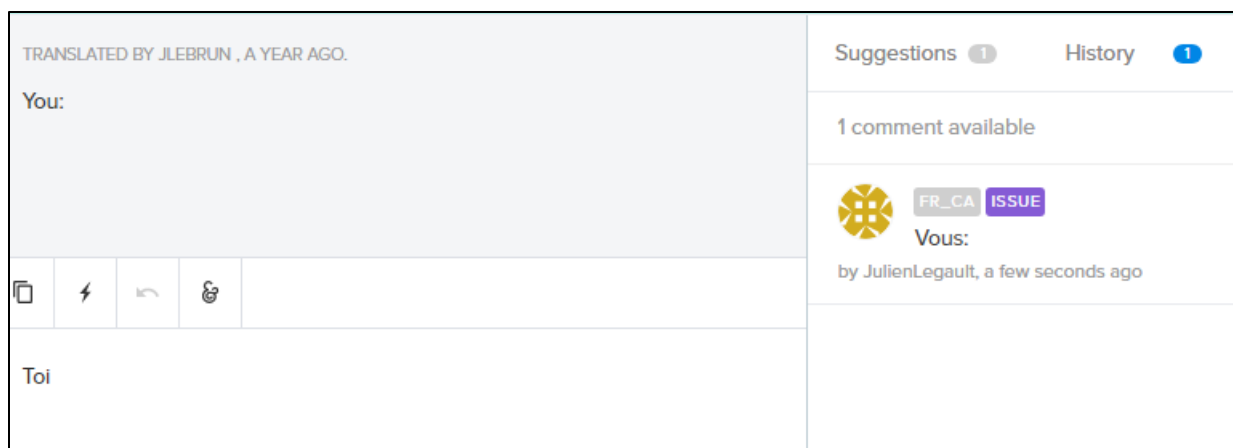 TRANSLATED BY JLEBRUN , A YEAR AGO.
You:
Toi
Suggestions 1 History 1
1 comment available
FR_CA ISSUE
Vous:
by JulienLegault, a few seconds ago